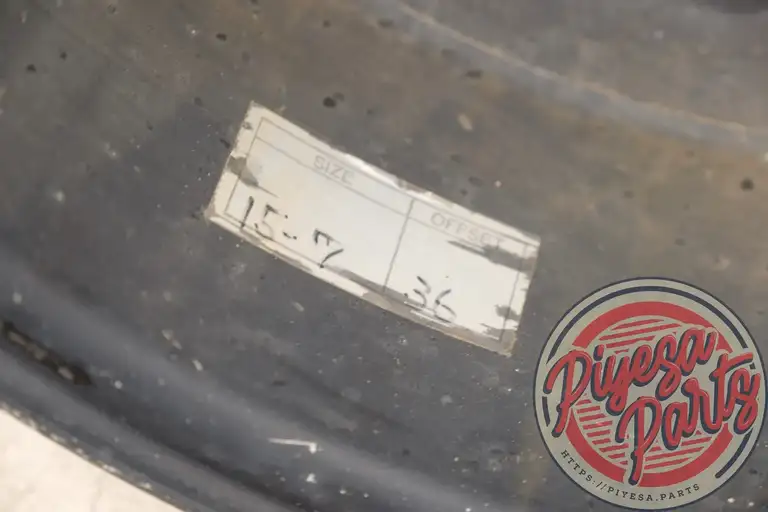 SIZE
OFFSET
15-7
36
Piyesa
Parts
HTTPS://PIYESA.PARTS